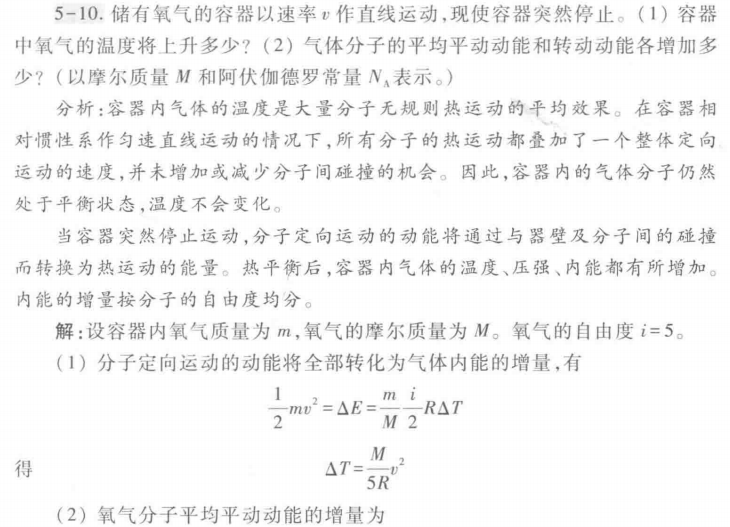 5-10. 储有氧气的容器以速率 v 作直线运动,现使容器突然停止。(1) 容器
中氧气的温度将上升多少? (2) 气体分子的平均平动动能和转动动能各增加多
少? (以摩尔质量 M 和阿伏伽德罗常量 N_A 表示。)
分析:容器内气体的温度是大量分子无规则热运动的平均效果。在容器相
对惯性系作匀速直线运动的情况下,所有分子的热运动都叠加了一个整体定向
运动的速度,并未增加或减少分子间碰撞的机会。因此,容器内的气体分子仍然
处于平衡状态,温度不会变化。
当容器突然停止运动,分子定向运动的动能将通过与器壁及分子间的碰撞
而转换为热运动的能量。热平衡后,容器内气体的温度、压强、内能都有所增加。
内能的增量按分子的自由度均分。
解:设容器内氧气质量为 m,氧气的摩尔质量为 M。氧气的自由度 i=5。
(1) 分子定向运动的动能将全部转化为气体内能的增量,有
\frac{1}{2}mv^2=ΔE=\frac{m}{M}\frac{i}{2}RΔT
得 ΔT=\frac{M}{5R}v^2
(2) 氧气分子平均平动动能的增量为